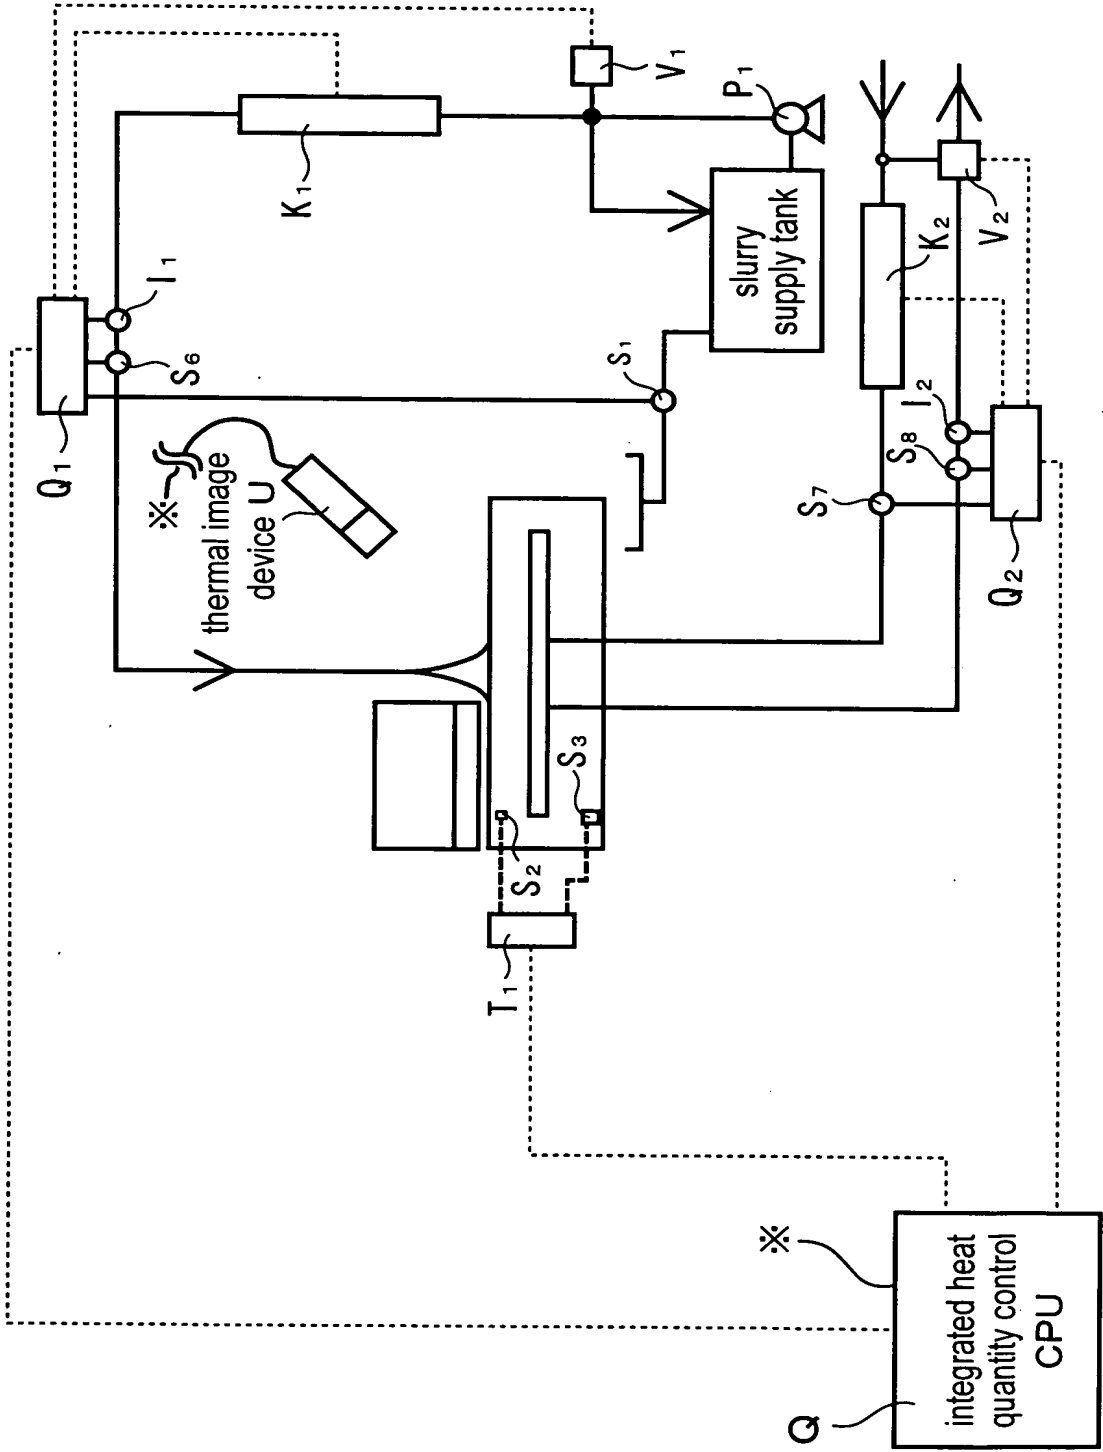 Q1
I1
S6
※
thermal image
device U
K1
V1
P1
slurry
supply tank
S1
K2
V2
I2
S8
S7
Q2
S3
S2
T1
※
Q
integrated heat
quantity control
CPU